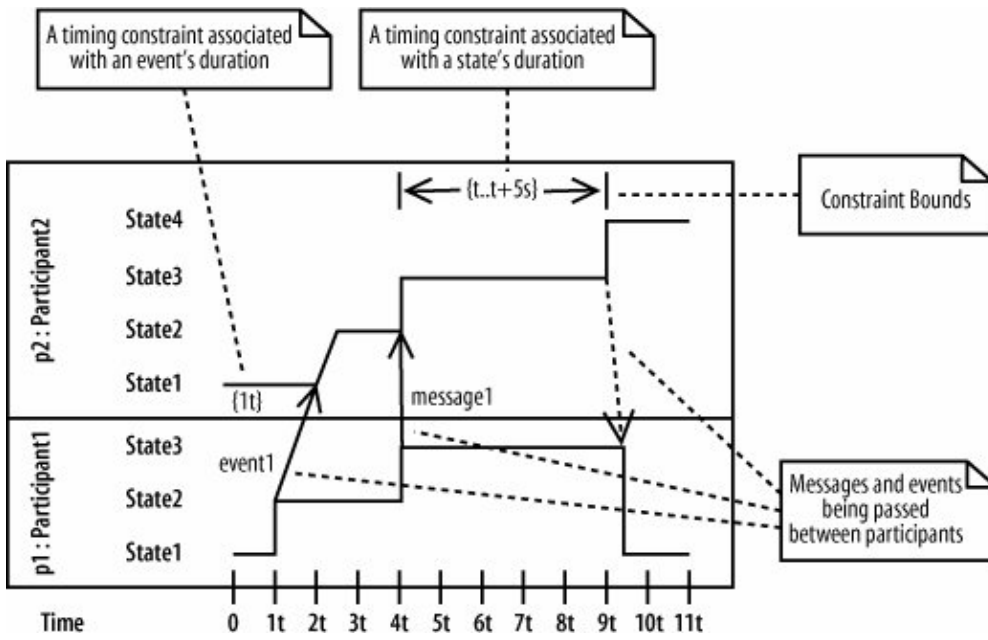 A timing constraint associated
with an event's duration
A timing constraint associated
with a state's duration
Constraint Bounds
{t..t+5s}
p2 : Participant2
State4
State3
State2
State1
{1t}
message1
p1 : Participant1
State3
event1
State2
State1
Messages and events
being passed
between participants
Time 0 1t 2t 3t 4t 5t 6t 7t 8t 9t 10t 11t